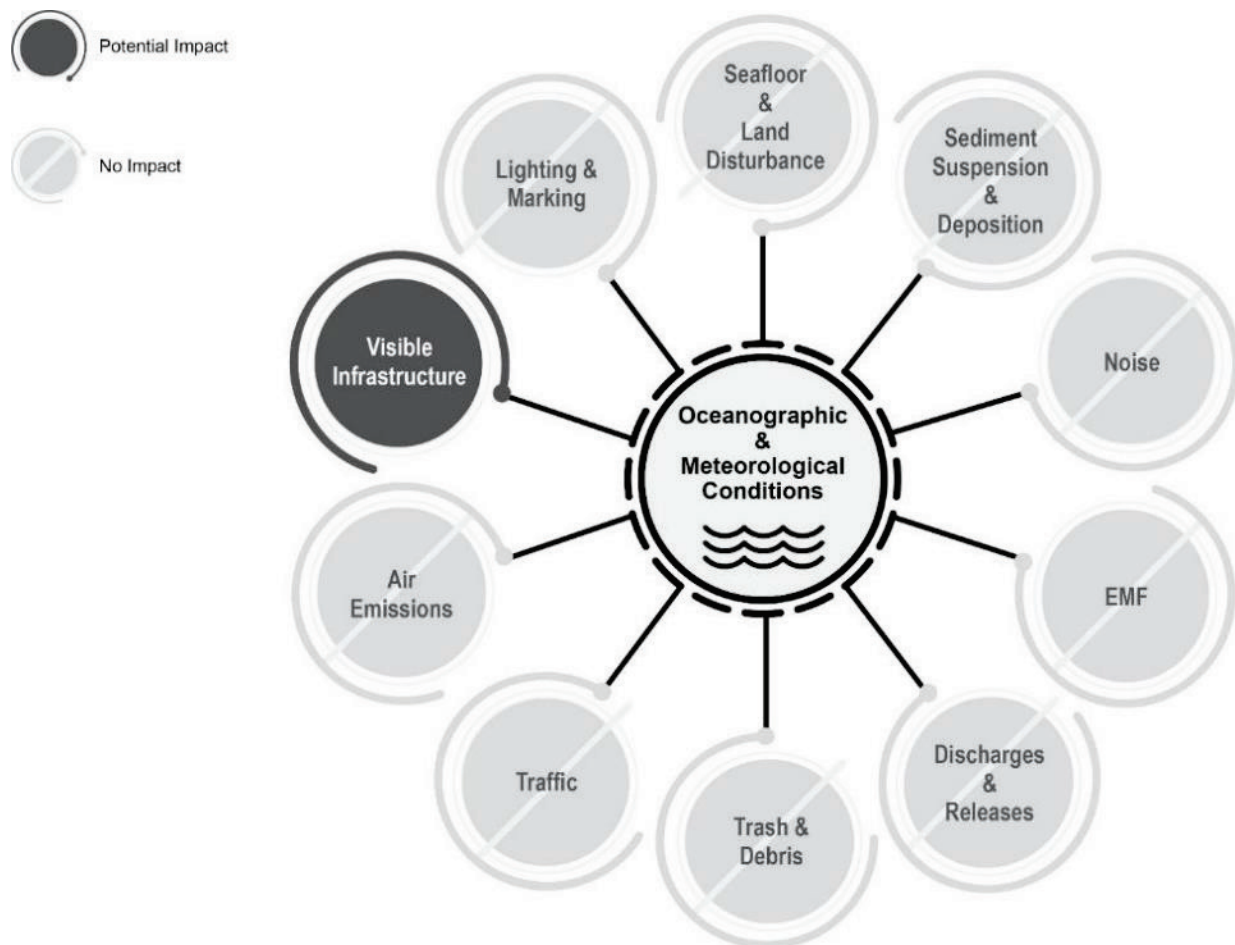 Potential Impact
No Impact
Seafloor
&
Land
Disturbance
Sediment
Suspension
&
Deposition
Noise
EMF
Discharges
&
Releases
Trash &
Debris
Traffic
Air
Emissions
Visible
Infrastructure
Lighting &
Marking
Oceanographic
&
Meteorological
Conditions